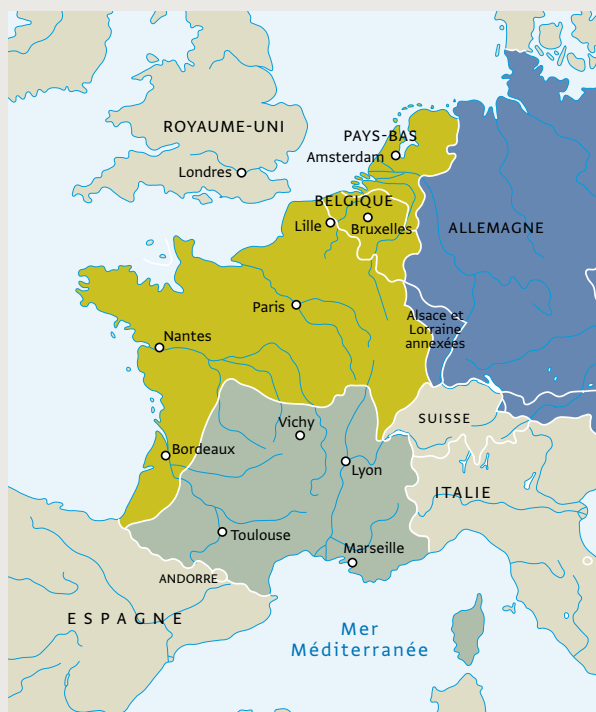 ROYAUME-UNI
Londres
PAYS-BAS
Amsterdam
BELGIQUE
Lille
Bruxelles
ALLEMAGNE
Paris
Alsace et
Lorraine
annexées
Nantes
SUISSE
Vichy
Bordeaux
Lyon
ITALIE
Toulouse
Marseille
ANDORRE
ESPAGNE
Mer
Méditerranée